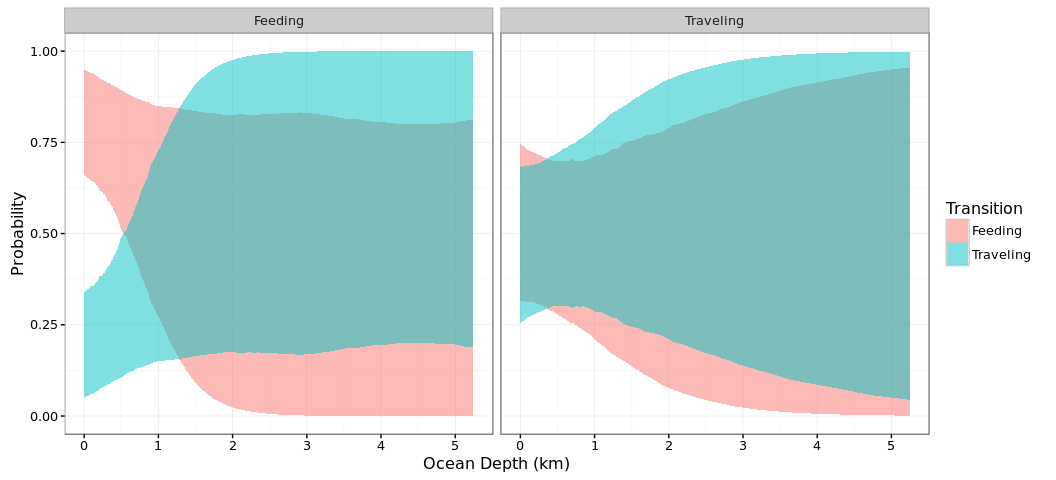 Feeding
Traveling
Probability
1.00
0.75
0.50
0.25
0.00
0 1 2 3 4 5
0 1 2 3 4 5
Ocean Depth (km)
Transition
Feeding
Traveling